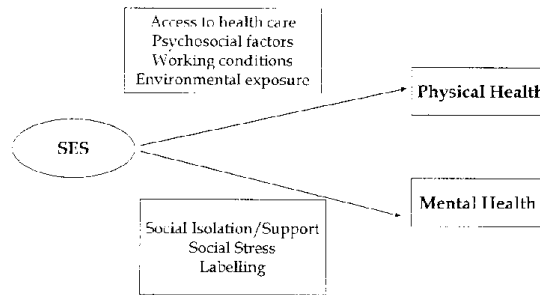 Access to health care
Psychosocial factors
Working conditions
Environmental exposure
Physical Health
SES
Mental Health
Social Isolation/Support
Social Stress
Labelling